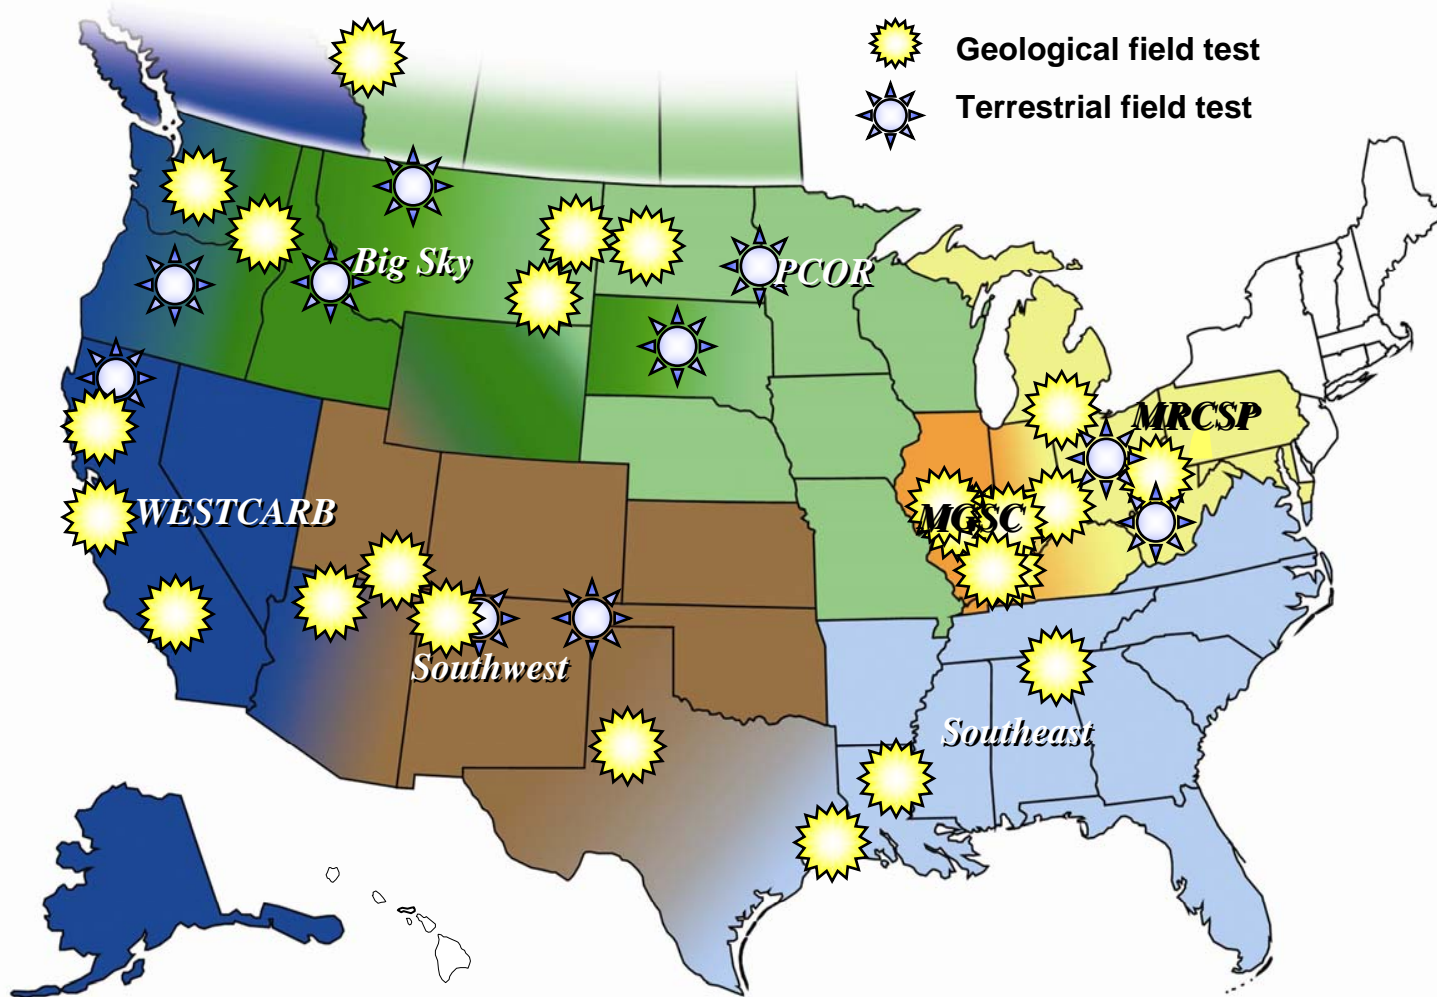 Geological field test
Terrestrial field test
Big Sky
PCOR
MRCSP
WESTCARB
MGSC
Southwest
Southeast